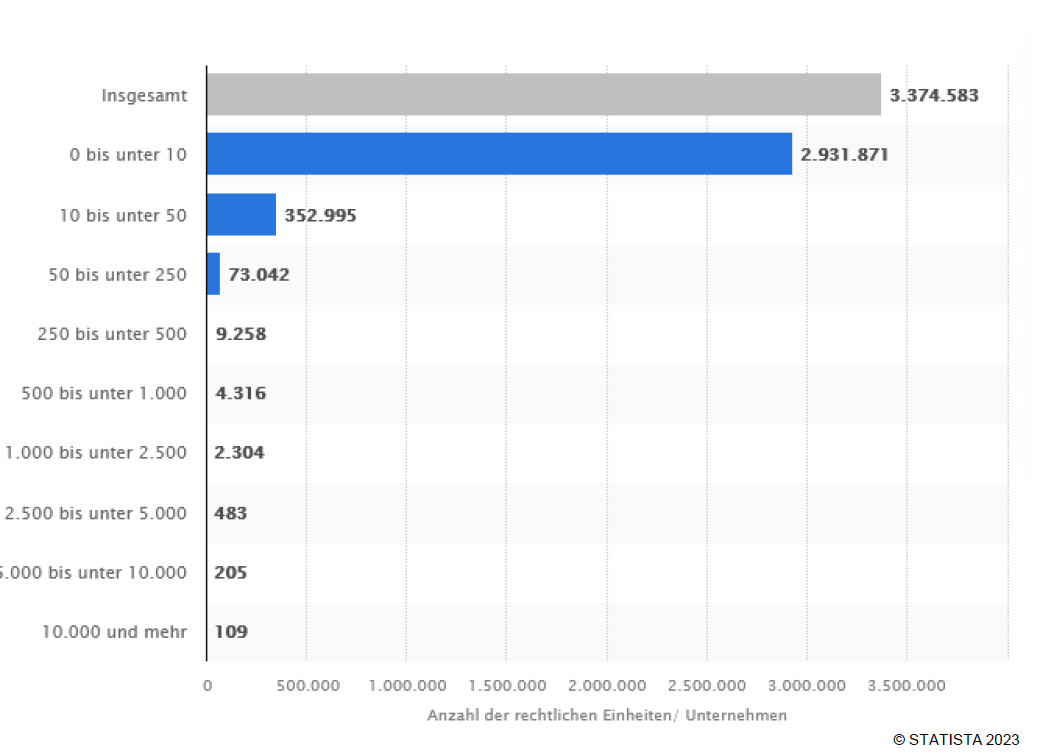 Insgesamt 3.374.583
0 bis unter 10 2.931.871
10 bis unter 50 352.995
50 bis unter 250 73.042
250 bis unter 500 9.258
500 bis unter 1.000 4.316
1.000 bis unter 2.500 2.304
2.500 bis unter 5.000 483
5.000 bis unter 10.000 205
10.000 und mehr 109
0 500.000 1.000.000 1.500.000 2.000.000 2.500.000 3.000.000 3.500.000
Anzahl der rechtlichen Einheiten/ Unternehmen
© STATISTA 2023